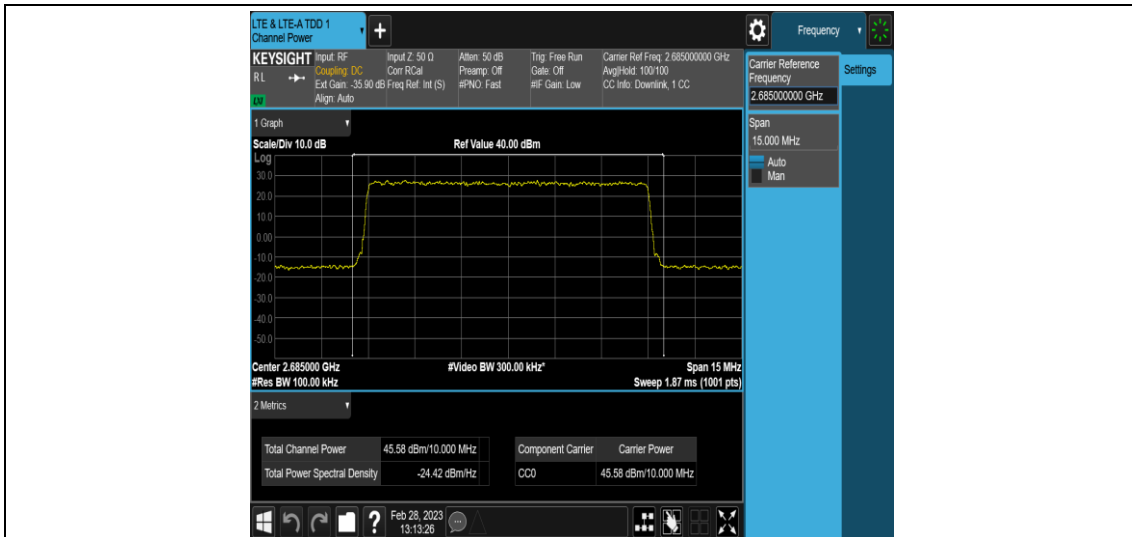 LTE & LTE-A TDD 1
Channel Power
Frequency
KEYSIGHT
RL
LXI
Input: RF
Coupling: DC
Ext Gain: -35.90 dB
Align: Auto
Input Z: 50 Ω
Corr RCal
Freq Ref: Int (S)
Atten: 50 dB
Preamp: Off
#PNO: Fast
Trig: Free Run
Gate: Off
#IF Gain: Low
Carrier Ref Freq: 2.685000000 GHz
Avg|Hold: 100/100
CC Info: Downlink, 1 CC
Carrier Reference
Frequency
2.685000000 GHz
Settings
Span
15.000 MHz
Auto
Man
1 Graph
Scale/Div 10.0 dB
Ref Value 40.00 dBm
Log
30.0
20.0
10.0
0.00
-10.0
-20.0
-30.0
-40.0
-50.0
Center 2.685000 GHz
#Video BW 300.00 kHz*
Span 15 MHz
#Res BW 100.00 kHz
Sweep 1.87 ms (1001 pts)
2 Metrics
Total Channel Power 45.58 dBm/10.000 MHz
Total Power Spectral Density -24.42 dBm/Hz
Component Carrier Carrier Power
CC0 45.58 dBm/10.000 MHz
?
Feb 28, 2023
13:13:26